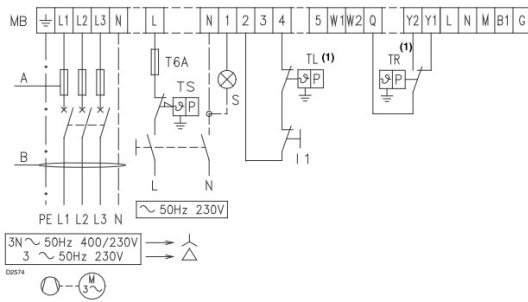 MB ⏚ L1 L2 L3 N L N 1 2 3 4 5 W1 W2 Q Y2 Y1 L N M B1 G
A
T6A
TS
ϑ P
S
TL (1)
ϑ P
(1)
TR
ϑ P
B
I1
L N
PE L1 L2 L3 N
~ 50Hz 230V
3N ~ 50Hz 400/230V
3 ~ 50Hz 230V
D2574
M
3~